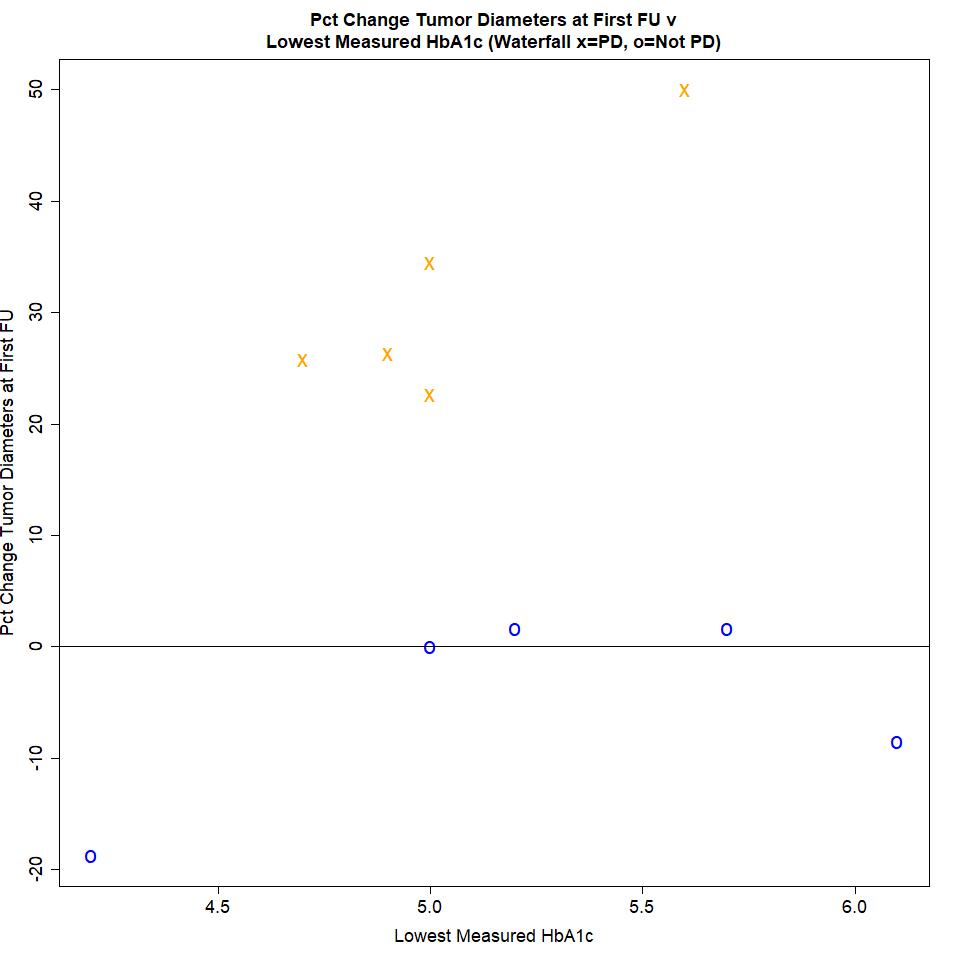 Pct Change Tumor Diameters at First FU v
Lowest Measured HbA1c (Waterfall x=PD, o=Not PD)
Pct Change Tumor Diameters at First FU
50
40
30
20
10
0
-10
-20
X
X
X
X
X
O
O
O
O
O
4.5
5.0
5.5
6.0
Lowest Measured HbA1c